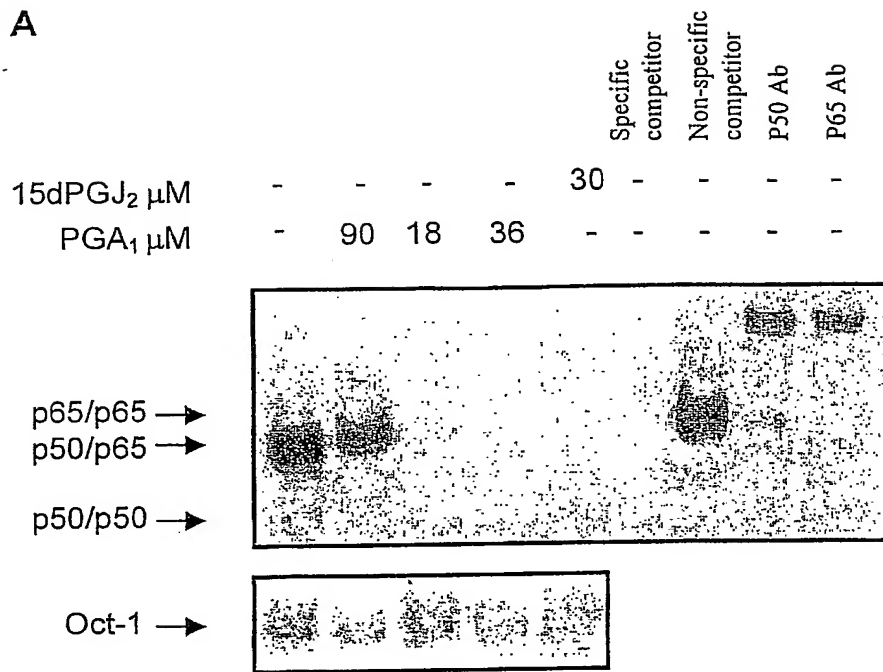 A
Specific
competitor
Non-specific
competitor
P50 Ab
P65 Ab
15dPGJ₂ μM - - - - 30 - - - -
PGA₁ μM - 90 18 36 - - - - -
p65/p65
p50/p65
p50/p50
Oct-1